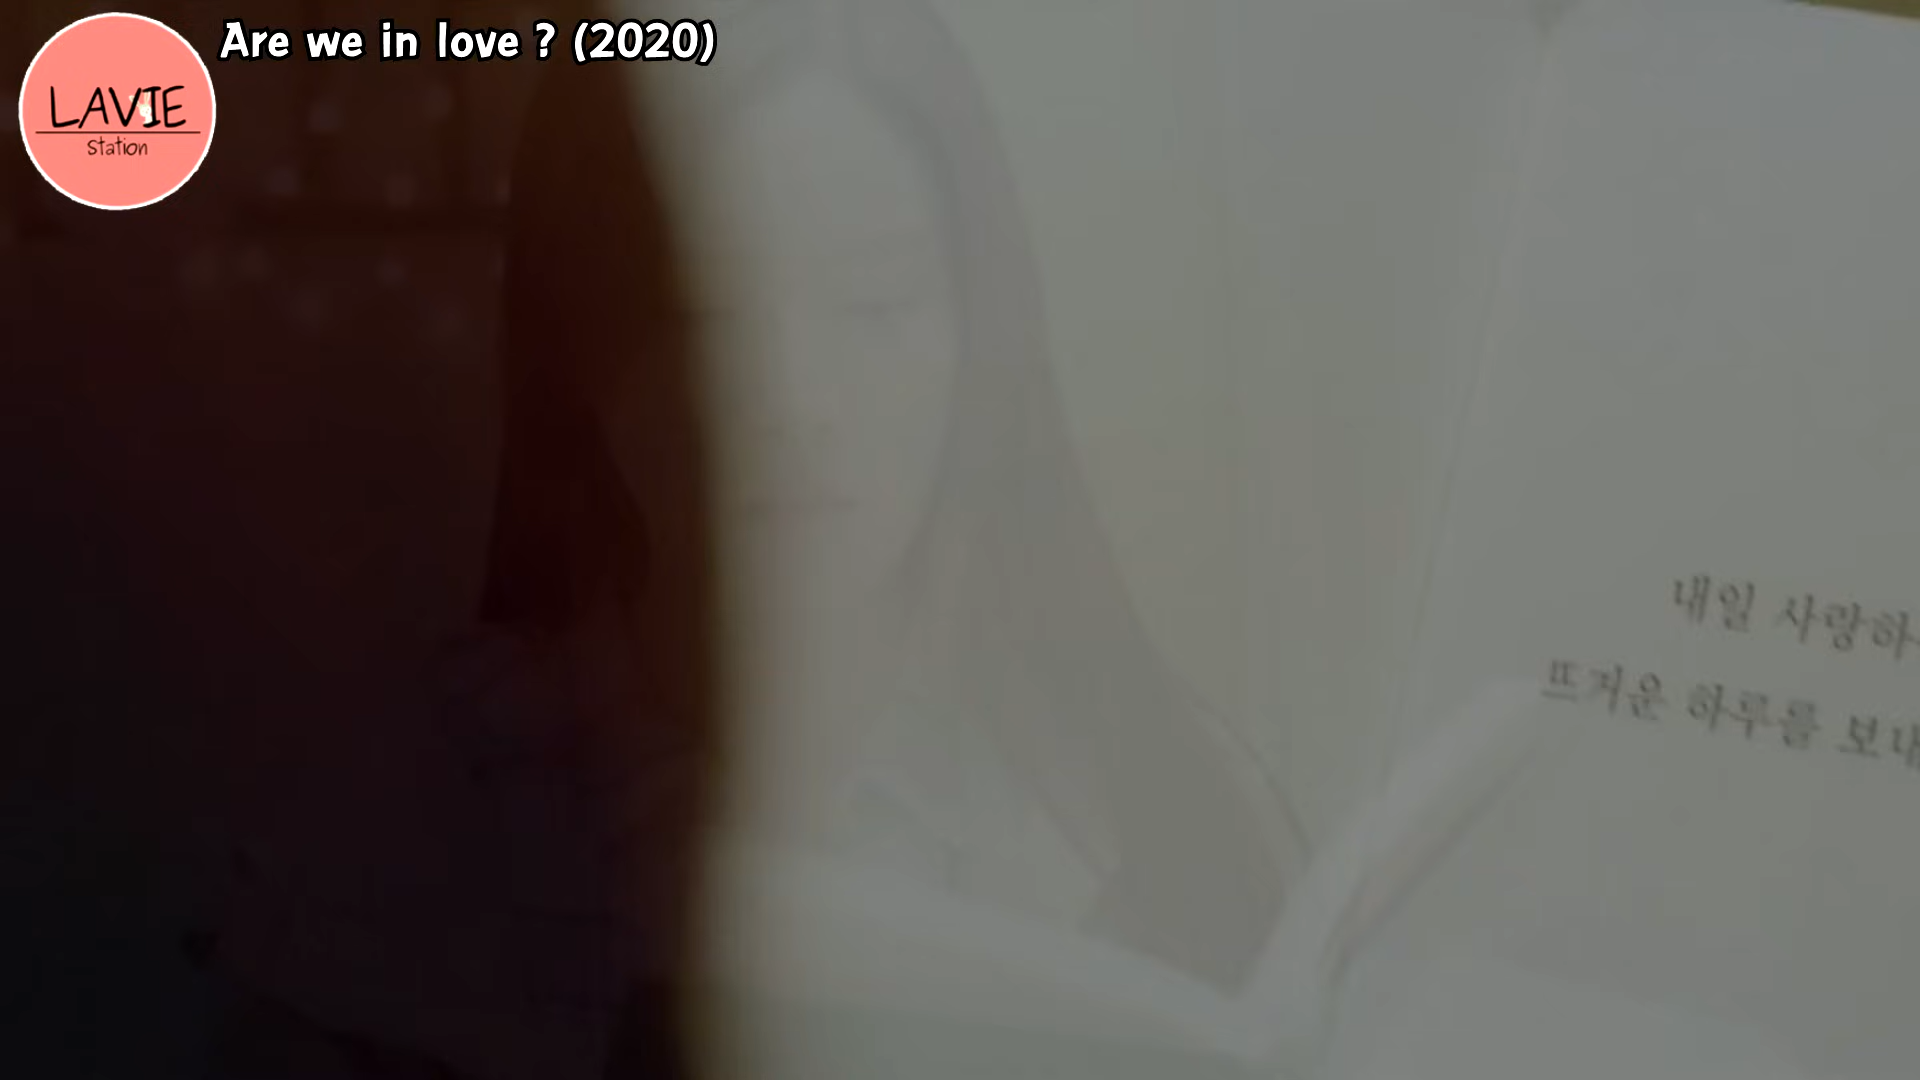 Are we in love ? (2020)
LAVIE
Station
내일 사랑하
뜨거운 하루를 보내